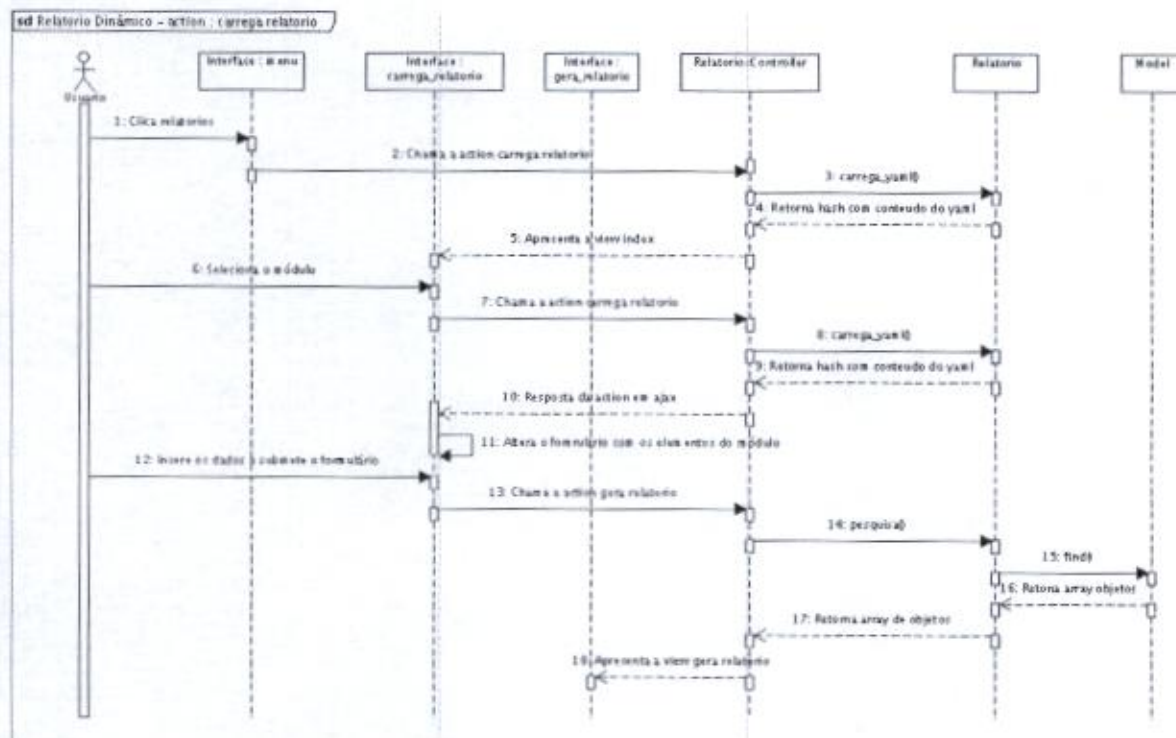 sd Relatorio Dinâmico - action : carrega relatorio
Usuario
Interface : menu
Interface :
carrega_relatorio
Interface :
gera_relatorio
Relatorio Controller
Relatorio
Model
1: Clica relatorios
2: Chama a action carrega relatorio
3: carrega_yaml()
4: Retorna hash com conteudo do yaml
5: Apresenta a view index
6: Seleciona o módulo
7: Chama a action carrega relatorio
8: carrega_yaml()
9: Retorna hash com conteudo do yaml
10: Resposta da action em ajax
11: Altera o formulário com os elementos do módulo
12: Insere os dados e submete o formulário
13: Chama a action gera relatorio
14: pesquisa()
15: find()
16: Retorna array objetos
17: Retorna array de objetos
18: Apresenta a view gera relatorio